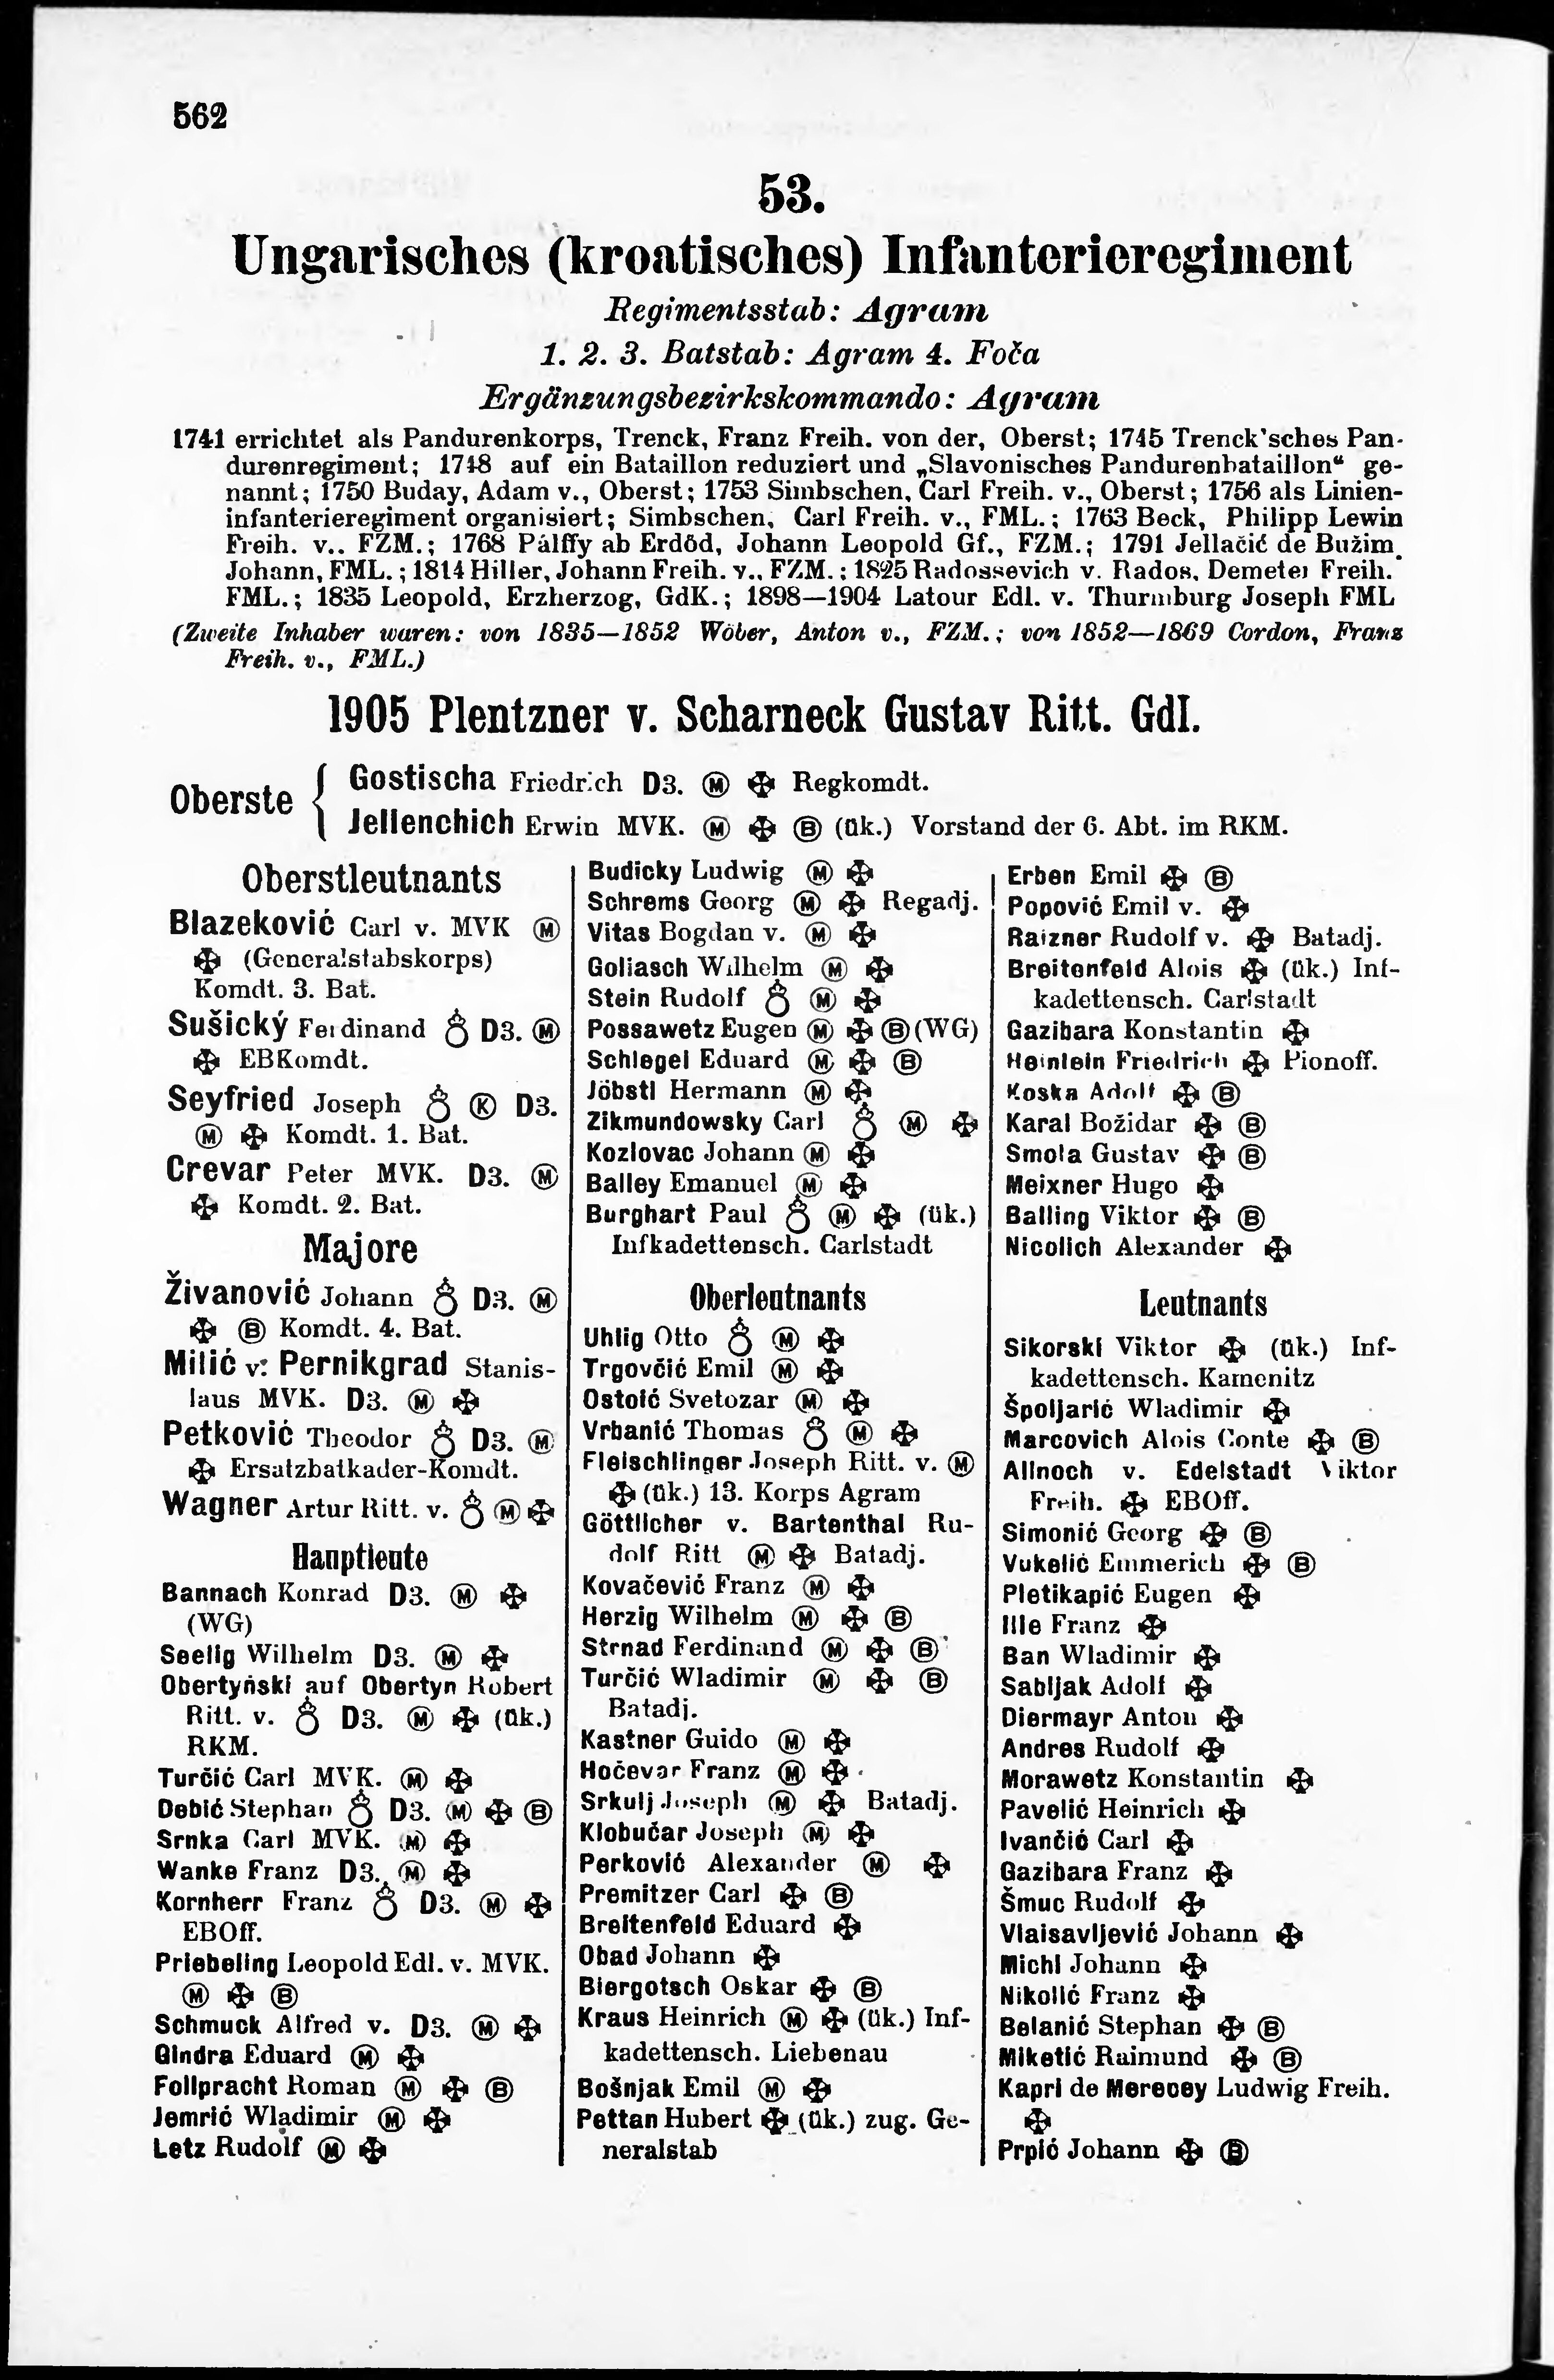 562
53.
Ungarisches (kroatisches) Infanterieregiment
Regimentsstab: Agram
1. 2. 3. Batstab: Agram 4. Foča
Ergänzungsbezirkskommando: Agram
1741 errichtet als Pandurenkorps, Trenck, Franz Freih. von der, Oberst; 1745 Trenck'sches Pan-
durenregiment; 1748 auf ein Bataillon reduziert und „Slavonisches Pandurenbataillon“ ge-
nannt; 1750 Buday, Adam v., Oberst; 1753 Simbschen, Carl Freih. v., Oberst; 1756 als Linien-
infanterieregiment organisiert; Simbschen, Carl Freih. v., FML.; 1763 Beck, Philipp Lewin
Freih. v.. FZM.; 1768 Pálffy ab Erdöd, Johann Leopold Gf., FZM.; 1791 Jellačić de Bužim,
Johann, FML.; 1814 Hiller, Johann Freih. v., FZM.; 1825 Radossevich v. Rados, Demeter Freih.
FML.; 1835 Leopold, Erzherzog, GdK.; 1898—1904 Latour Edl. v. Thurmburg Joseph FML
(Zweite Inhaber waren: von 1835—1852 Wöber, Anton v., FZM.; von 1852—1869 Cordon, Franz
Freih. v., FML.)
1905 Plentzner v. Scharneck Gustav Ritt. GdI.
Oberste
Gostischa Friedrich D3. Ⓜ ✠ Regkomdt.
Jellenchich Erwin MVK. Ⓜ ✠ Ⓑ (ük.) Vorstand der 6. Abt. im RKM.
Oberstleutnants
Blazeković Carl v. MVK Ⓜ
✠ (Generalstabskorps)
Komdt. 3. Bat.
Sušický Ferdinand D3. Ⓜ
✠ EBKomdt.
Seyfried Joseph Ⓚ D3.
Ⓜ ✠ Komdt. 1. Bat.
Crevar Peter MVK. D3. Ⓜ
✠ Komdt. 2. Bat.
Majore
Živanović Johann D3. Ⓜ
✠ Ⓑ Komdt. 4. Bat.
Milić v. Pernikgrad Stanis-
laus MVK. D3. Ⓜ ✠
Petković Theodor D3. Ⓜ
✠ Ersatzbatkader-Komdt.
Wagner Artur Ritt. v. Ⓜ ✠
Hauptleute
Bannach Konrad D3. Ⓜ ✠
(WG)
Seelig Wilhelm D3. Ⓜ ✠
Obertyński auf Obertyn Robert
Ritt. v. D3. Ⓜ ✠ (ük.)
RKM.
Turčić Carl MVK. Ⓜ ✠
Debić Stephan D3. Ⓜ ✠ Ⓑ
Srnka Carl MVK. Ⓜ ✠
Wanke Franz D3. Ⓜ ✠
Kornherr Franz D3. Ⓜ ✠
EBOff.
Priebeling Leopold Edl. v. MVK.
Ⓜ ✠ Ⓑ
Schmuck Alfred v. D3. Ⓜ ✠
Gindra Eduard Ⓜ ✠
Follpracht Roman Ⓜ ✠ Ⓑ
Jemrić Wladimir Ⓜ ✠
Letz Rudolf Ⓜ ✠
Budicky Ludwig Ⓜ ✠
Schrems Georg Ⓜ ✠ Regadj.
Vitas Bogdan v. Ⓜ ✠
Goliasch Wilhelm Ⓜ ✠
Stein Rudolf Ⓜ ✠
Possawetz Eugen Ⓜ ✠ Ⓑ (WG)
Schlegel Eduard Ⓜ ✠ Ⓑ
Jöbstl Hermann Ⓜ ✠
Zikmundowsky Carl Ⓜ ✠
Kozlovac Johann Ⓜ ✠
Balley Emanuel Ⓜ ✠
Burghart Paul Ⓜ ✠ (ük.)
Infkadettensch. Carlstadt
Oberleutnants
Uhlig Otto Ⓜ ✠
Trgovčić Emil Ⓜ ✠
Ostoić Svetozar Ⓜ ✠
Vrbanić Thomas Ⓜ ✠
Fleischlinger Joseph Ritt. v. Ⓜ
✠ (ük.) 13. Korps Agram
Göttlicher v. Bartenthal Ru-
dolf Ritt Ⓜ ✠ Batadj.
Kovačević Franz Ⓜ ✠
Herzig Wilhelm Ⓜ ✠ Ⓑ
Strnad Ferdinand Ⓜ ✠ Ⓑ
Turčić Wladimir Ⓜ ✠ Ⓑ
Batadj.
Kastner Guido Ⓜ ✠
Hočevar Franz Ⓜ ✠
Srkulj Joseph Ⓜ ✠ Batadj.
Klobučar Joseph Ⓜ ✠
Perković Alexander Ⓜ ✠
Premitzer Carl ✠ Ⓑ
Breitenfeld Eduard ✠
Obad Johann ✠
Biergotsch Oskar ✠ Ⓑ
Kraus Heinrich Ⓜ ✠ (ük.) Inf-
kadettensch. Liebenau
Bošnjak Emil Ⓜ ✠
Pettan Hubert ✠ (ük.) zug. Ge-
neralstab
Erben Emil ✠ Ⓑ
Popović Emil v. ✠
Raizner Rudolf v. ✠ Batadj.
Breitenfeld Alois ✠ (ük.) Inf-
kadettensch. Carlstadt
Gazibara Konstantin ✠
Heinlein Friedrich ✠ Pionoff.
Koska Adolf ✠ Ⓑ
Karal Božidar ✠ Ⓑ
Smola Gustav ✠ Ⓑ
Meixner Hugo ✠
Balling Viktor ✠ Ⓑ
Nicolich Alexander ✠
Leutnants
Sikorski Viktor ✠ (ük.) Inf-
kadettensch. Kamenitz
Špoljarić Wladimir ✠
Marcovich Alois Conte ✠ Ⓑ
Allnoch v. Edelstadt Viktor
Freih. ✠ EBOff.
Simonić Georg ✠ Ⓑ
Vukelić Emmerich ✠ Ⓑ
Pletikapić Eugen ✠
Ille Franz ✠
Ban Wladimir ✠
Sabljak Adolf ✠
Diermayr Anton ✠
Andres Rudolf ✠
Morawetz Konstantin ✠
Pavelić Heinrich ✠
Ivančić Carl ✠
Gazibara Franz ✠
Šmuc Rudolf ✠
Vlaisavljević Johann ✠
Michl Johann ✠
Nikolić Franz ✠
Belanić Stephan ✠ Ⓑ
Miketić Raimund ✠ Ⓑ
Kapri de Merecey Ludwig Freih.
✠
Prpić Johann ✠ Ⓑ